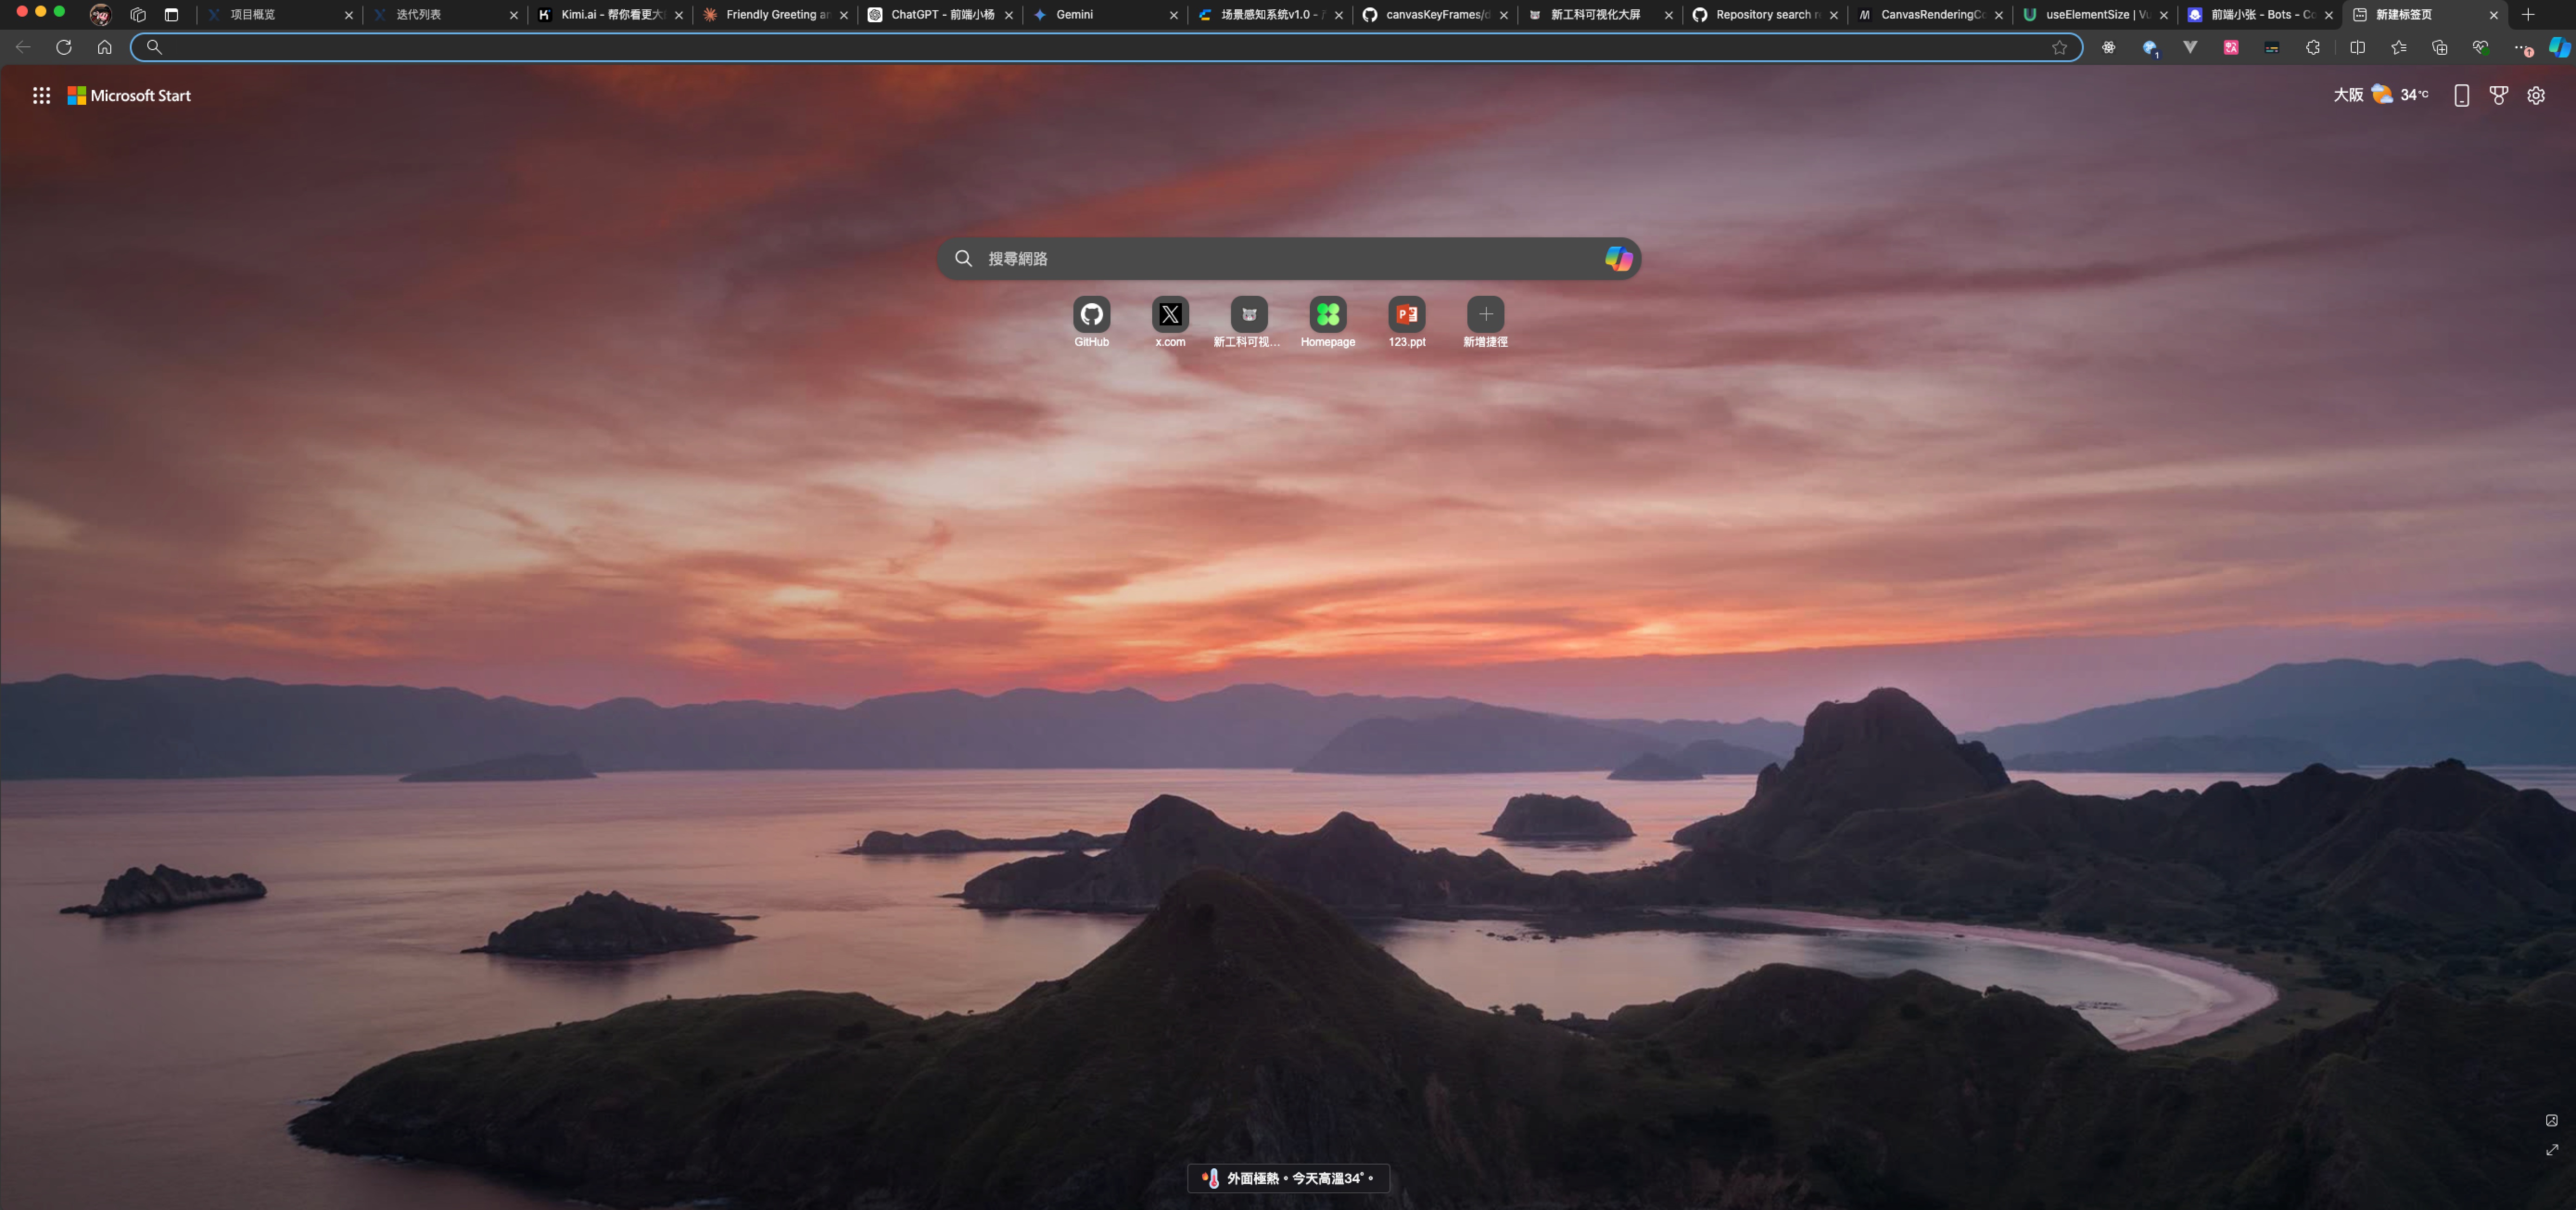 项目概览
迭代列表
Kimi.ai - 帮你看更大
Friendly Greeting an
ChatGPT - 前端小杨
Gemini
场景感知系统v1.0 -
canvasKeyFrames/d
新工科可视化大屏
Repository search r
CanvasRenderingCo
useElementSize | Vu
前端小张 - Bots - Co
新建标签页
1
Microsoft Start
大阪 34°C
搜尋網路
GitHub
x.com
新工科可视...
Homepage
123.ppt
新增捷徑
外面極熱。今天高溫34°。